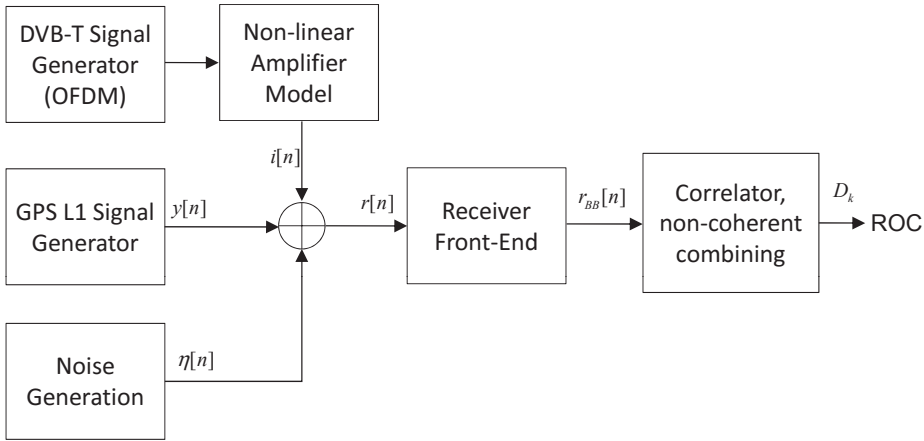 DVB-T Signal
Generator
(OFDM)
Non-linear
Amplifier
Model
i[n]
GPS L1 Signal
Generator
y[n]
r[n]
Receiver
Front-End
r_BB[n]
Correlator,
non-coherent
combining
D_k
ROC
Noise
Generation
η[n]